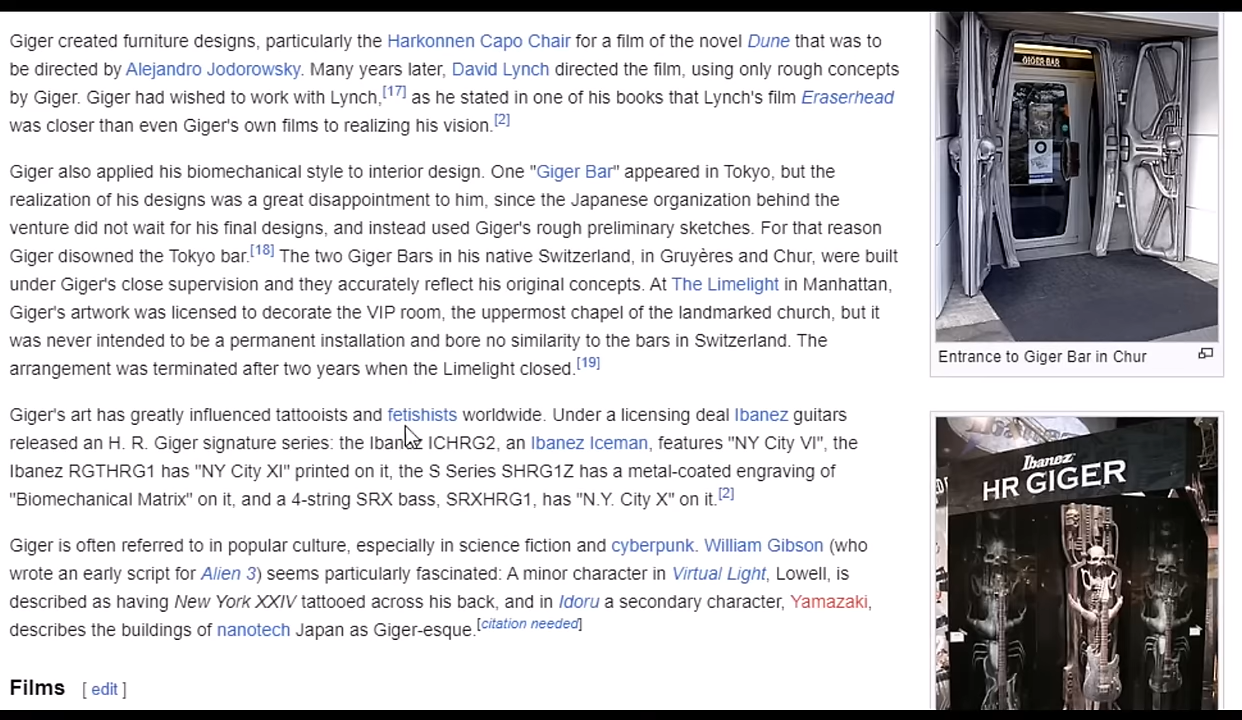 Giger created furniture designs, particularly the Harkonnen Capo Chair for a film of the novel Dune that was to
be directed by Alejandro Jodorowsky. Many years later, David Lynch directed the film, using only rough concepts
by Giger. Giger had wished to work with Lynch,[17] as he stated in one of his books that Lynch's film Eraserhead
was closer than even Giger's own films to realizing his vision.[2]
Giger also applied his biomechanical style to interior design. One "Giger Bar" appeared in Tokyo, but the
realization of his designs was a great disappointment to him, since the Japanese organization behind the
venture did not wait for his final designs, and instead used Giger's rough preliminary sketches. For that reason
Giger disowned the Tokyo bar.[18] The two Giger Bars in his native Switzerland, in Gruyères and Chur, were built
under Giger's close supervision and they accurately reflect his original concepts. At The Limelight in Manhattan,
Giger's artwork was licensed to decorate the VIP room, the uppermost chapel of the landmarked church, but it
was never intended to be a permanent installation and bore no similarity to the bars in Switzerland. The
arrangement was terminated after two years when the Limelight closed.[19]
Giger's art has greatly influenced tattooists and fetishists worldwide. Under a licensing deal Ibanez guitars
released an H. R. Giger signature series: the Ibanez ICHRG2, an Ibanez Iceman, features "NY City VI", the
Ibanez RGTHRG1 has "NY City XI" printed on it, the S Series SHRG1Z has a metal-coated engraving of
"Biomechanical Matrix" on it, and a 4-string SRX bass, SRXHRG1, has "N.Y. City X" on it.[2]
Giger is often referred to in popular culture, especially in science fiction and cyberpunk. William Gibson (who
wrote an early script for Alien 3) seems particularly fascinated: A minor character in Virtual Light, Lowell, is
described as having New York XXIV tattooed across his back, and in Idoru a secondary character, Yamazaki,
describes the buildings of nanotech Japan as Giger-esque.[citation needed]
Films [ edit ]
GIGER BAR
Entrance to Giger Bar in Chur
Ibanez
HR GIGER